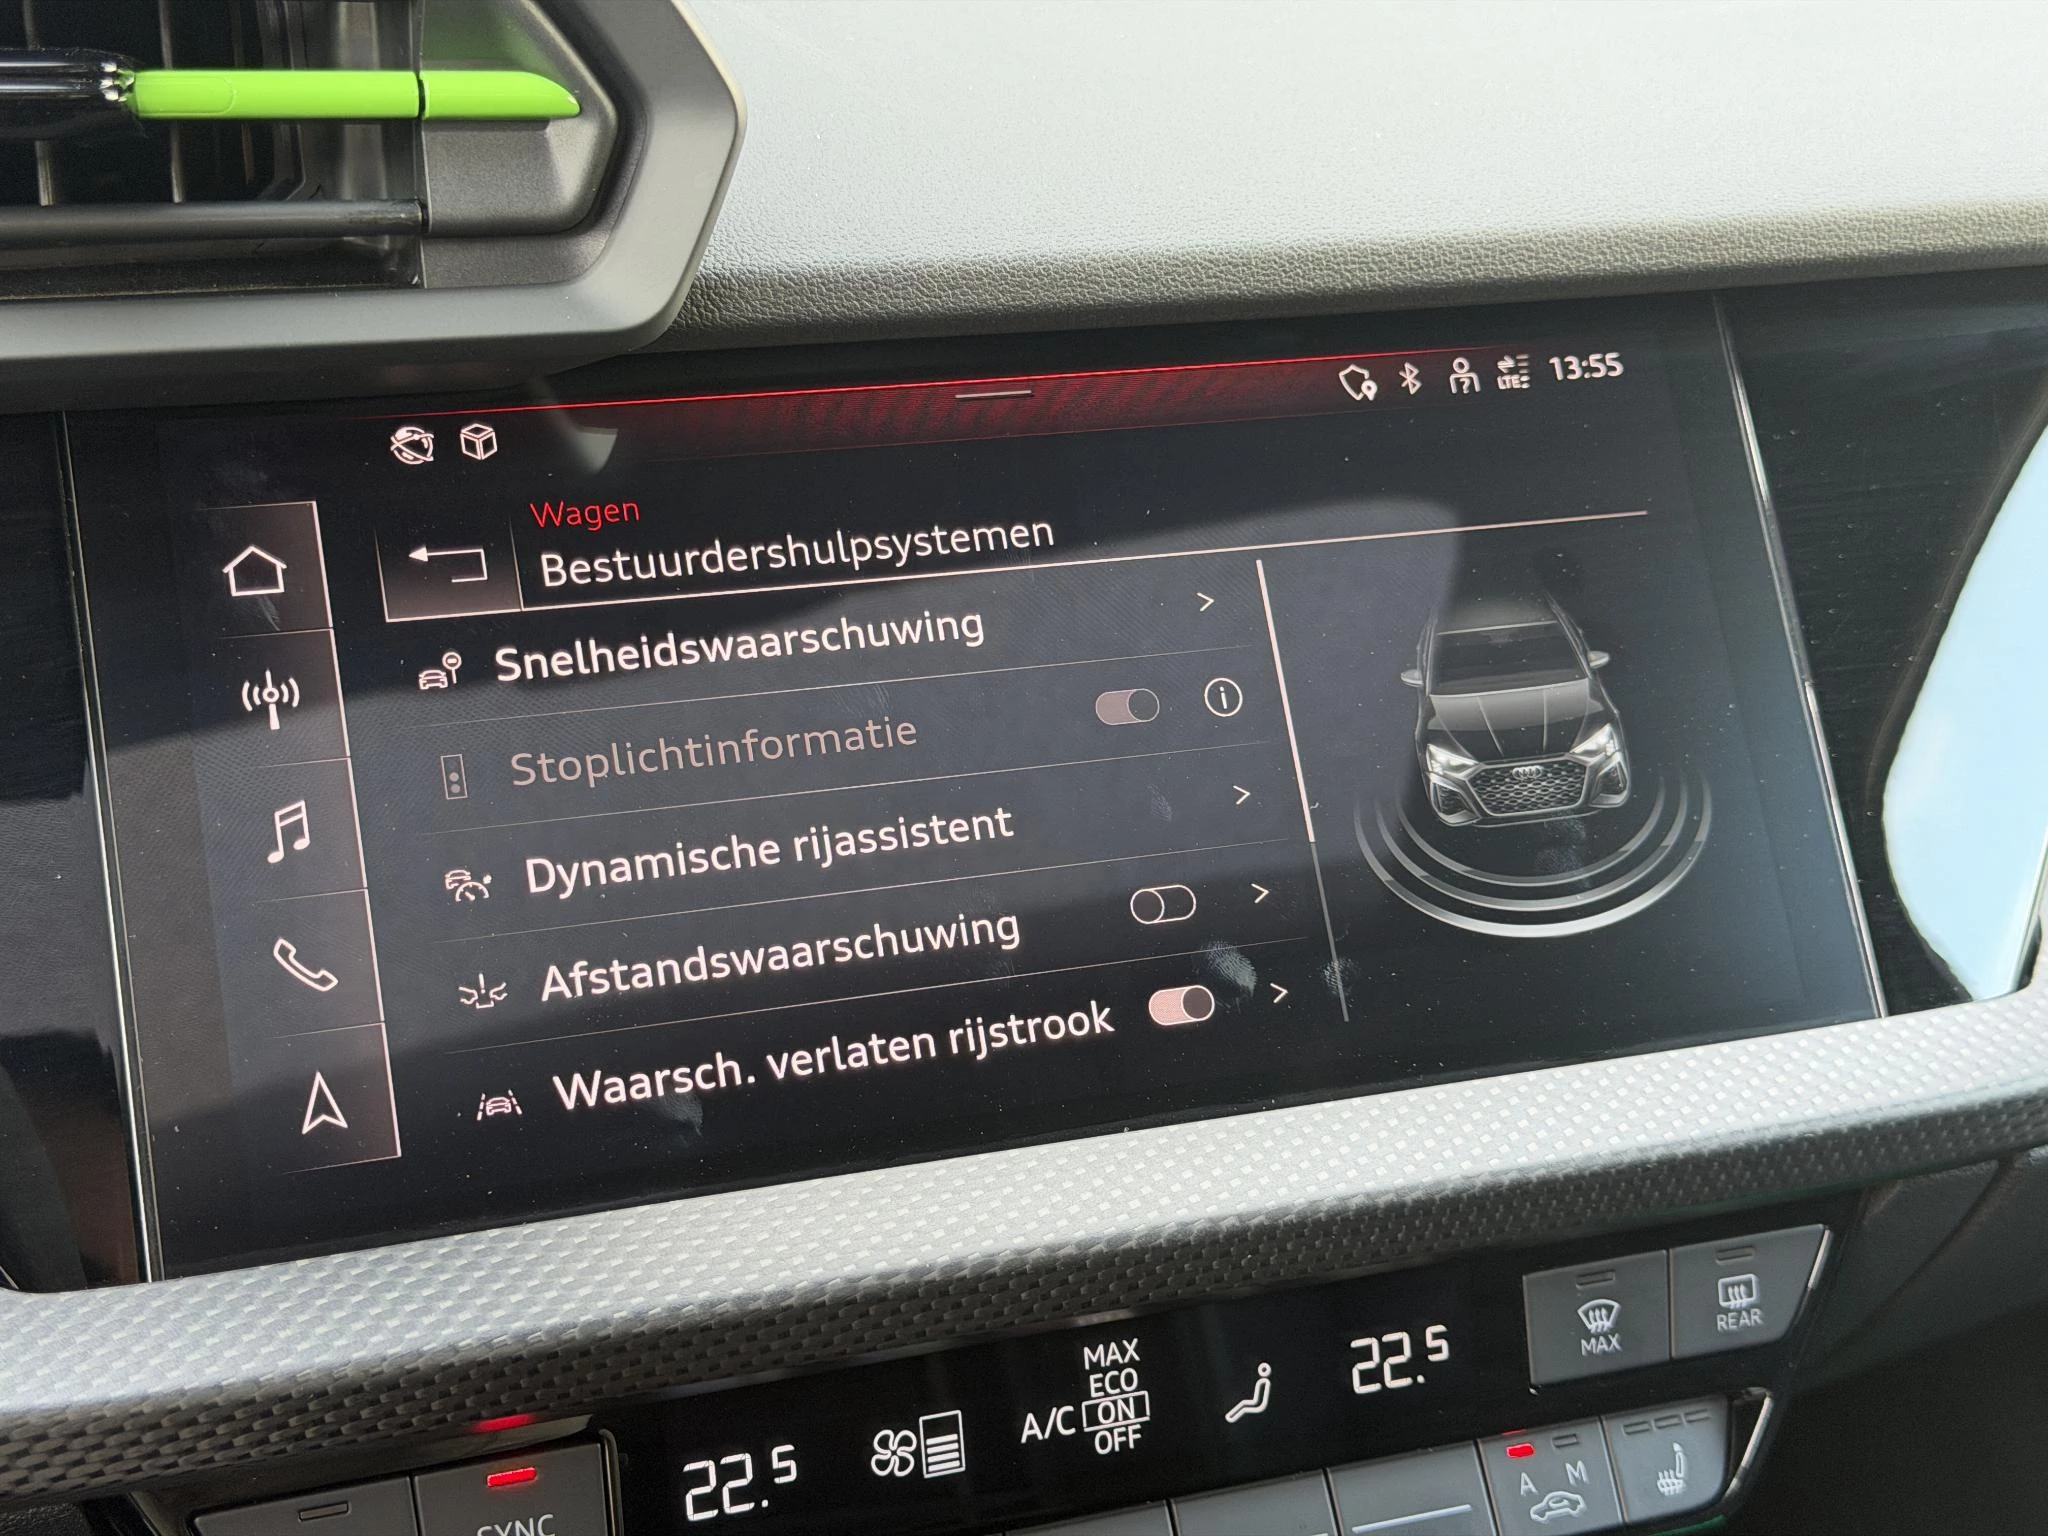 LTE 13:55
Wagen
Bestuurdershulpsystemen
Snelheidswaarschuwing
Stoplichtinformatie
Dynamische rijassistent
Afstandswaarschuwing
Waarsch. verlaten rijstrook
MAX
REAR
MAX
ECO
A/C ON
OFF
22.5
22.5
A M
SYNC